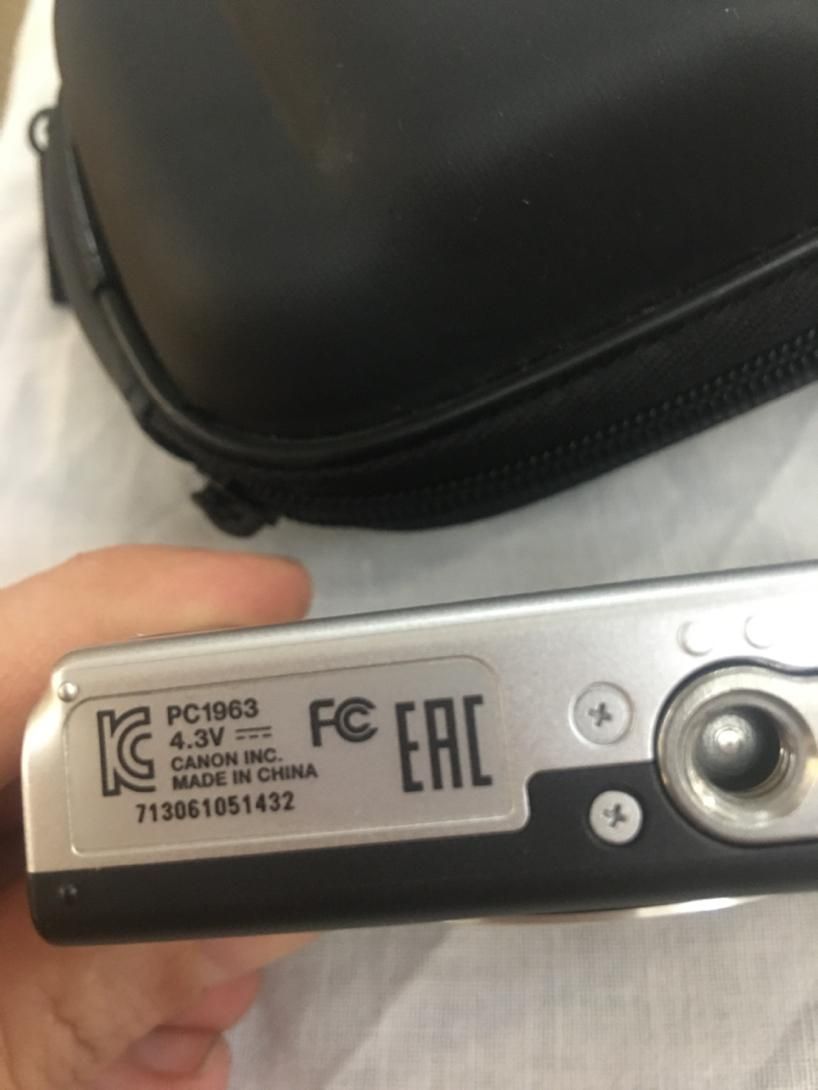 PC1963
4.3V
CANON INC.
MADE IN CHINA
713061051432
FC
EAC